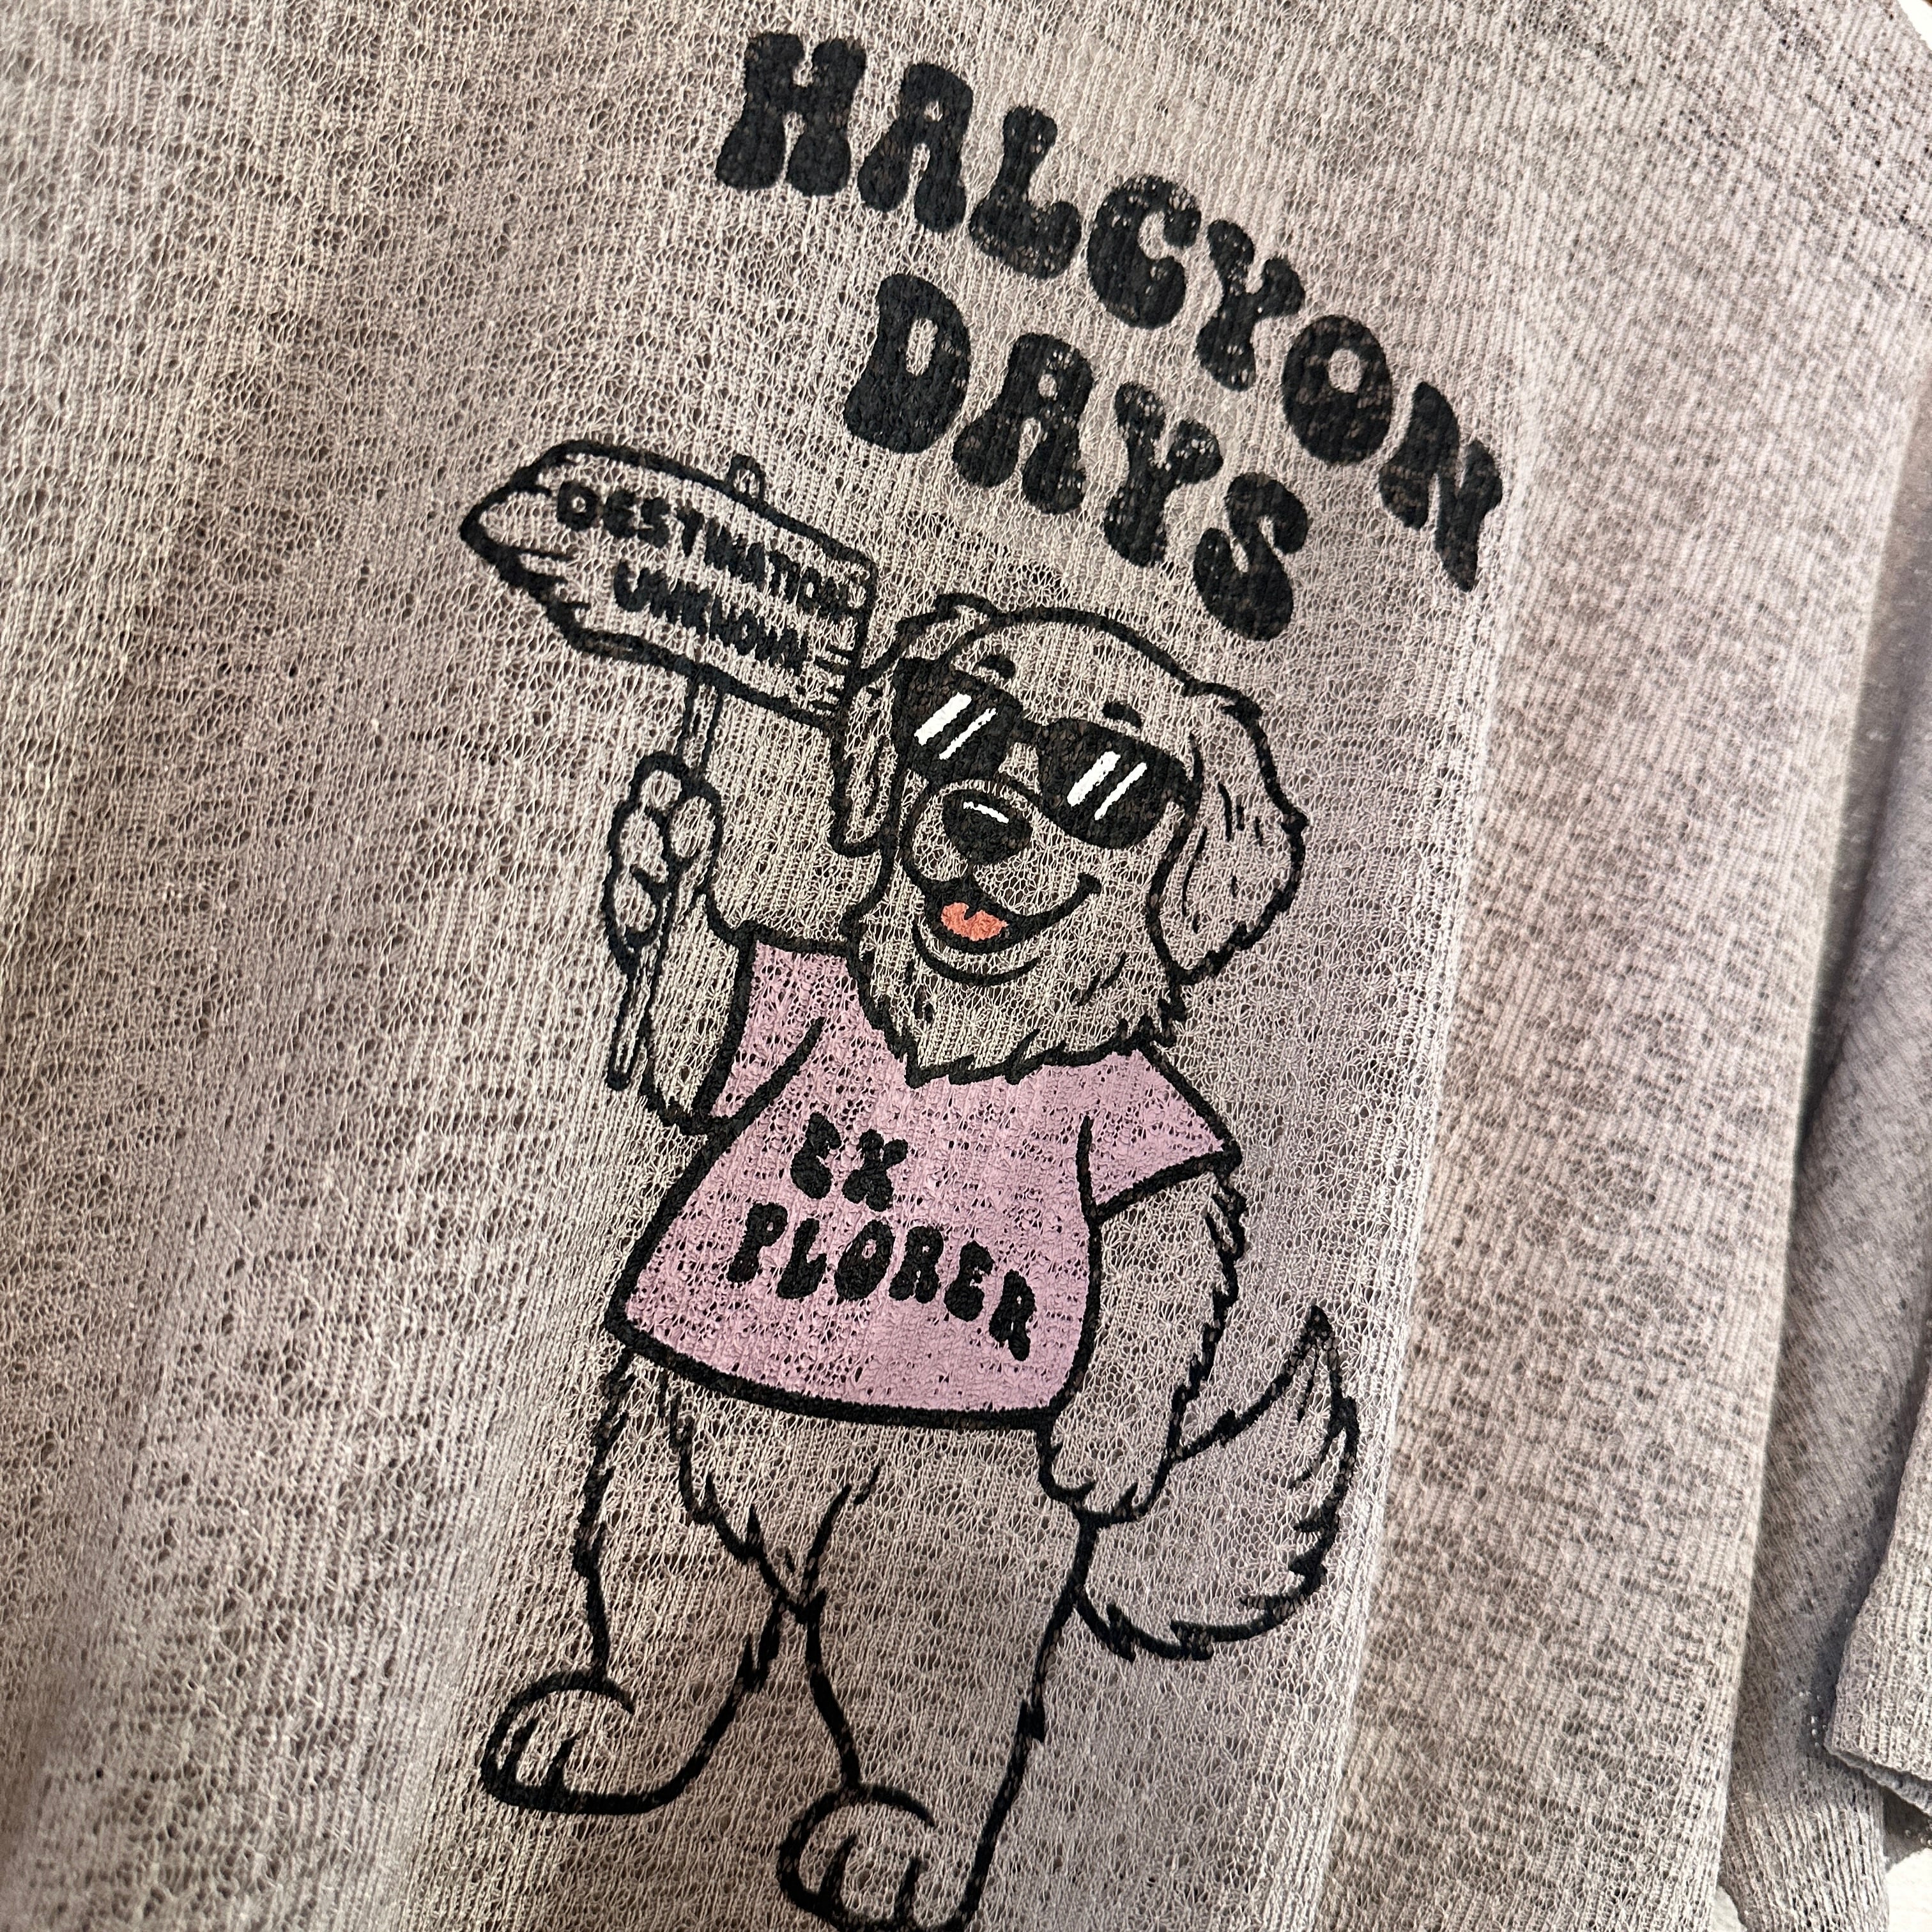 HALCYON
DAYS
DESTINATION
UNKNOWN
EX
PLORER